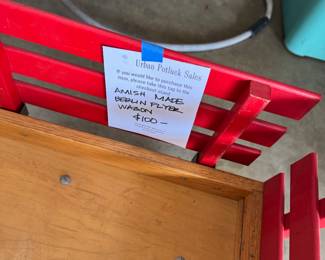 Urban Potluck Sales
If you would like to purchase this
item, please take this tag to the
checkout stand
AMISH MADE
BERLIN FLYER
WAGON
$100 —